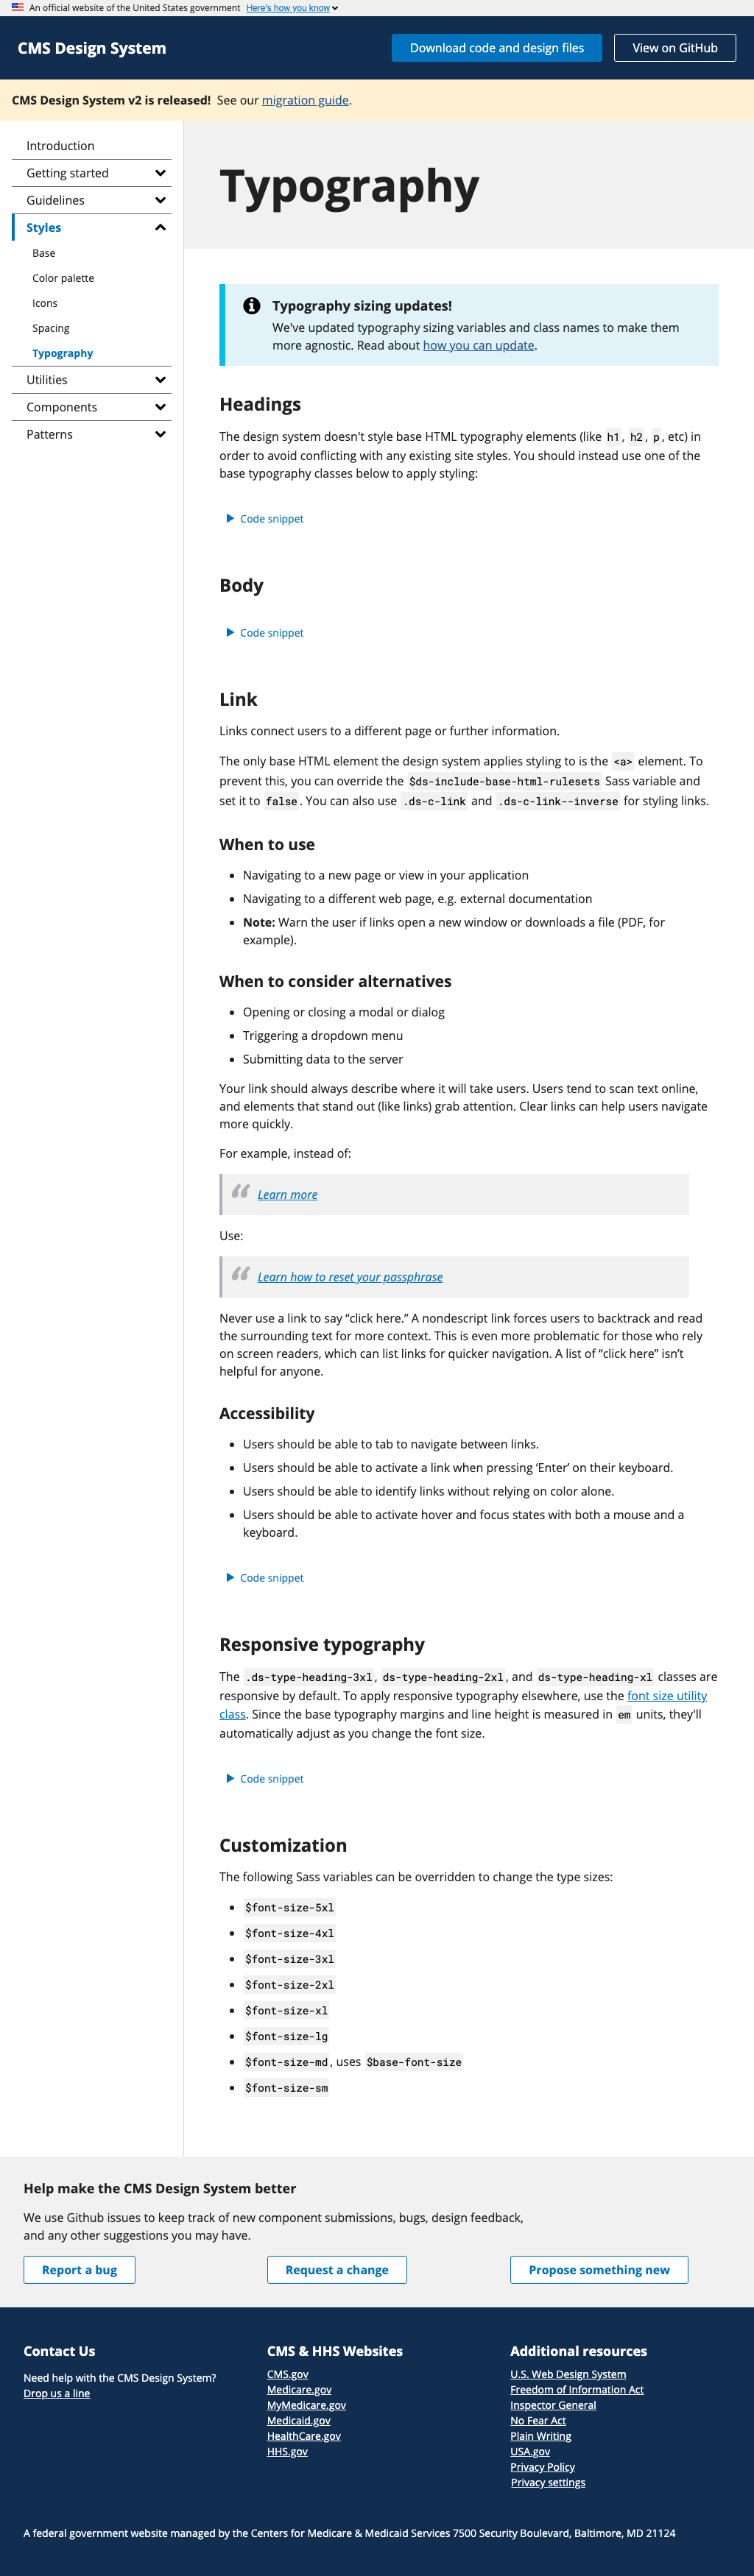 An official website of the United States government Here's how you know
CMS Design System
Download code and design files
View on GitHub
CMS Design System v2 is released! See our migration guide.
Introduction
Getting started
Guidelines
Styles
Base
Color palette
Icons
Spacing
Typography
Utilities
Components
Patterns
Typography
Typography sizing updates!
We've updated typography sizing variables and class names to make them
more agnostic. Read about how you can update.
Headings
The design system doesn't style base HTML typography elements (like h1, h2, p, etc) in
order to avoid conflicting with any existing site styles. You should instead use one of the
base typography classes below to apply styling:
Code snippet
Body
Code snippet
Link
Links connect users to a different page or further information.
The only base HTML element the design system applies styling to is the <a> element. To
prevent this, you can override the $ds-include-base-html-rulesets Sass variable and
set it to false. You can also use .ds-c-link and .ds-c-link--inverse for styling links.
When to use
• Navigating to a new page or view in your application
• Navigating to a different web page, e.g. external documentation
• Note: Warn the user if links open a new window or downloads a file (PDF, for
example).
When to consider alternatives
• Opening or closing a modal or dialog
• Triggering a dropdown menu
• Submitting data to the server
Your link should always describe where it will take users. Users tend to scan text online,
and elements that stand out (like links) grab attention. Clear links can help users navigate
more quickly.
For example, instead of:
“ Learn more
Use:
“ Learn how to reset your passphrase
Never use a link to say “click here.” A nondescript link forces users to backtrack and read
the surrounding text for more context. This is even more problematic for those who rely
on screen readers, which can list links for quicker navigation. A list of “click here” isn’t
helpful for anyone.
Accessibility
• Users should be able to tab to navigate between links.
• Users should be able to activate a link when pressing ‘Enter’ on their keyboard.
• Users should be able to identify links without relying on color alone.
• Users should be able to activate hover and focus states with both a mouse and a
keyboard.
Code snippet
Responsive typography
The .ds-type-heading-3xl, ds-type-heading-2xl, and ds-type-heading-xl classes are
responsive by default. To apply responsive typography elsewhere, use the font size utility
class. Since the base typography margins and line height is measured in em units, they'll
automatically adjust as you change the font size.
Code snippet
Customization
The following Sass variables can be overridden to change the type sizes:
• $font-size-5xl
• $font-size-4xl
• $font-size-3xl
• $font-size-2xl
• $font-size-xl
• $font-size-lg
• $font-size-md, uses $base-font-size
• $font-size-sm
Help make the CMS Design System better
We use Github issues to keep track of new component submissions, bugs, design feedback,
and any other suggestions you may have.
Report a bug
Request a change
Propose something new
Contact Us
Need help with the CMS Design System?
Drop us a line
CMS & HHS Websites
CMS.gov
Medicare.gov
MyMedicare.gov
Medicaid.gov
HealthCare.gov
HHS.gov
Additional resources
U.S. Web Design System
Freedom of Information Act
Inspector General
No Fear Act
Plain Writing
USA.gov
Privacy Policy
Privacy settings
A federal government website managed by the Centers for Medicare & Medicaid Services 7500 Security Boulevard, Baltimore, MD 21124